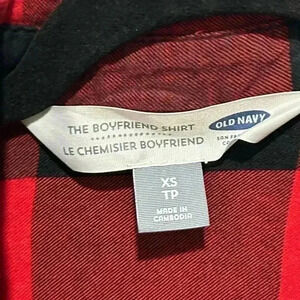 THE BOYFRIEND SHIRT
LE CHEMISIER BOYFRIEND
OLD NAVY
XS
TP
MADE IN
CAMBODIA